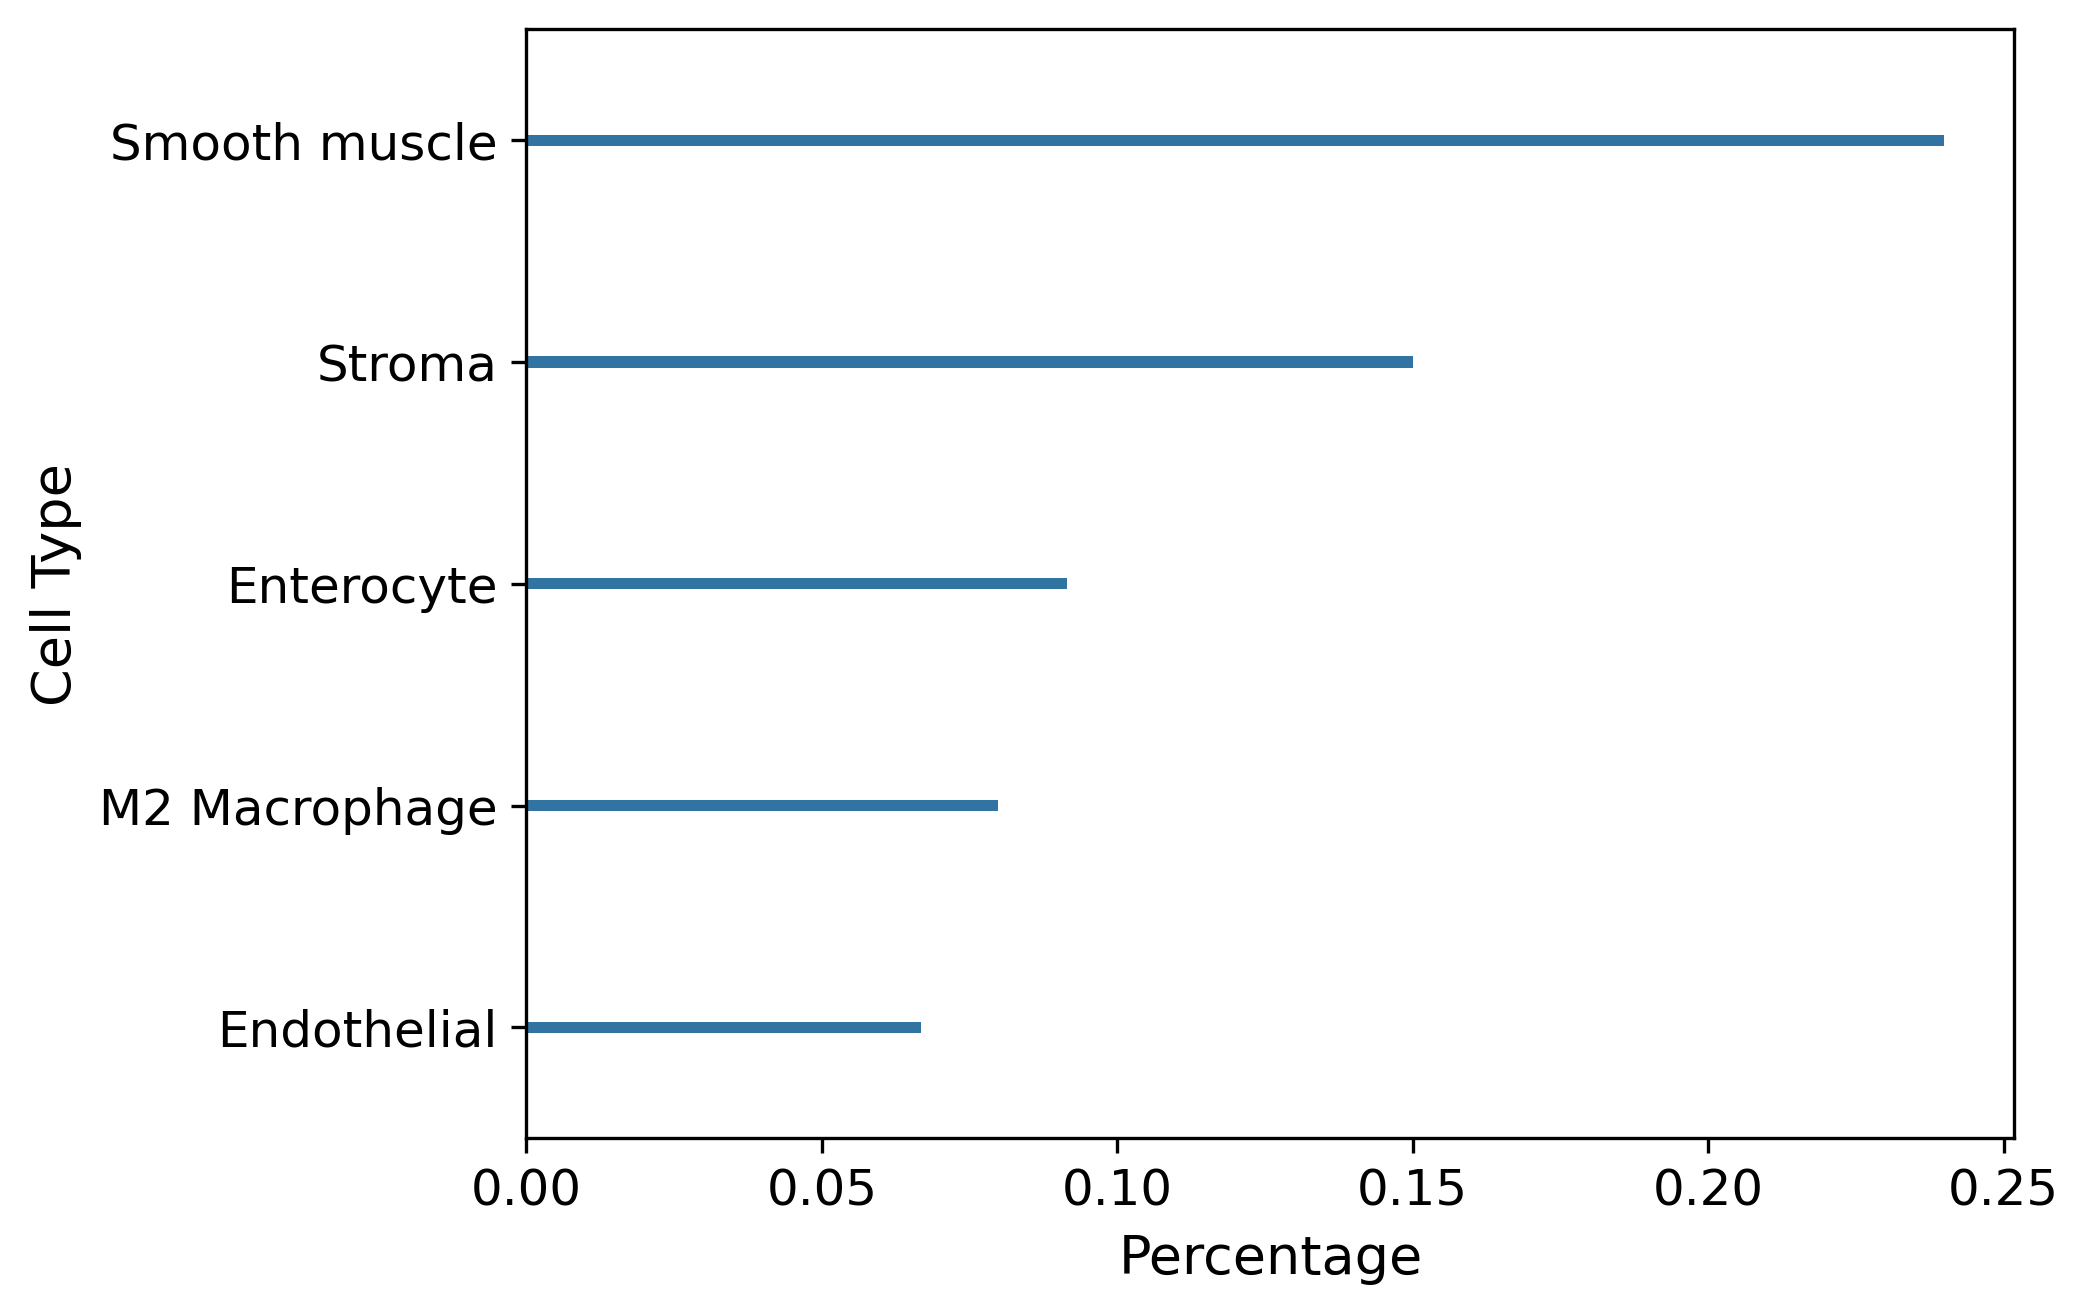 Smooth muscle
Stroma
Enterocyte
M2 Macrophage
Endothelial
Cell Type
0.00 0.05 0.10 0.15 0.20 0.25
Percentage